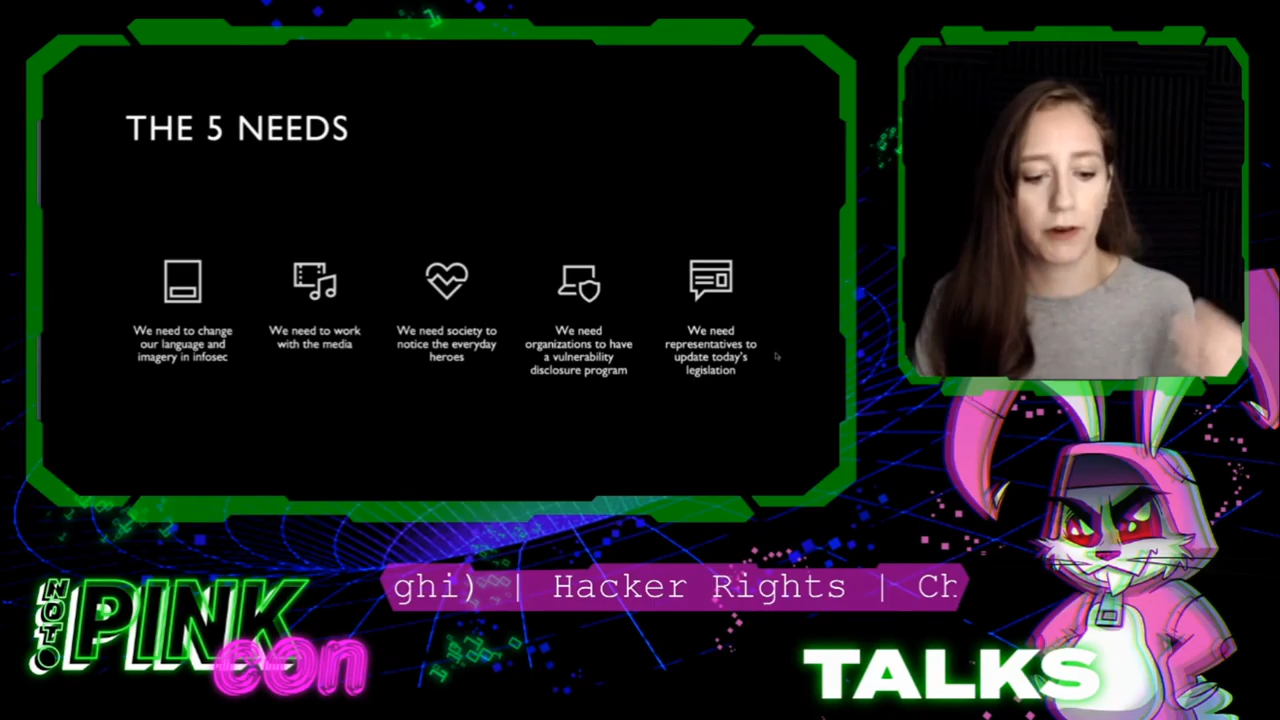 THE 5 NEEDS
We need to change
our language and
imagery in infosec
We need to work
with the media
We need society to
notice the everyday
heroes
We need
organizations to have
a vulnerability
disclosure program
We need
representatives to
update today's
legislation
ghi) | Hacker Rights | Ch
NOT
PINK
con
TALKS